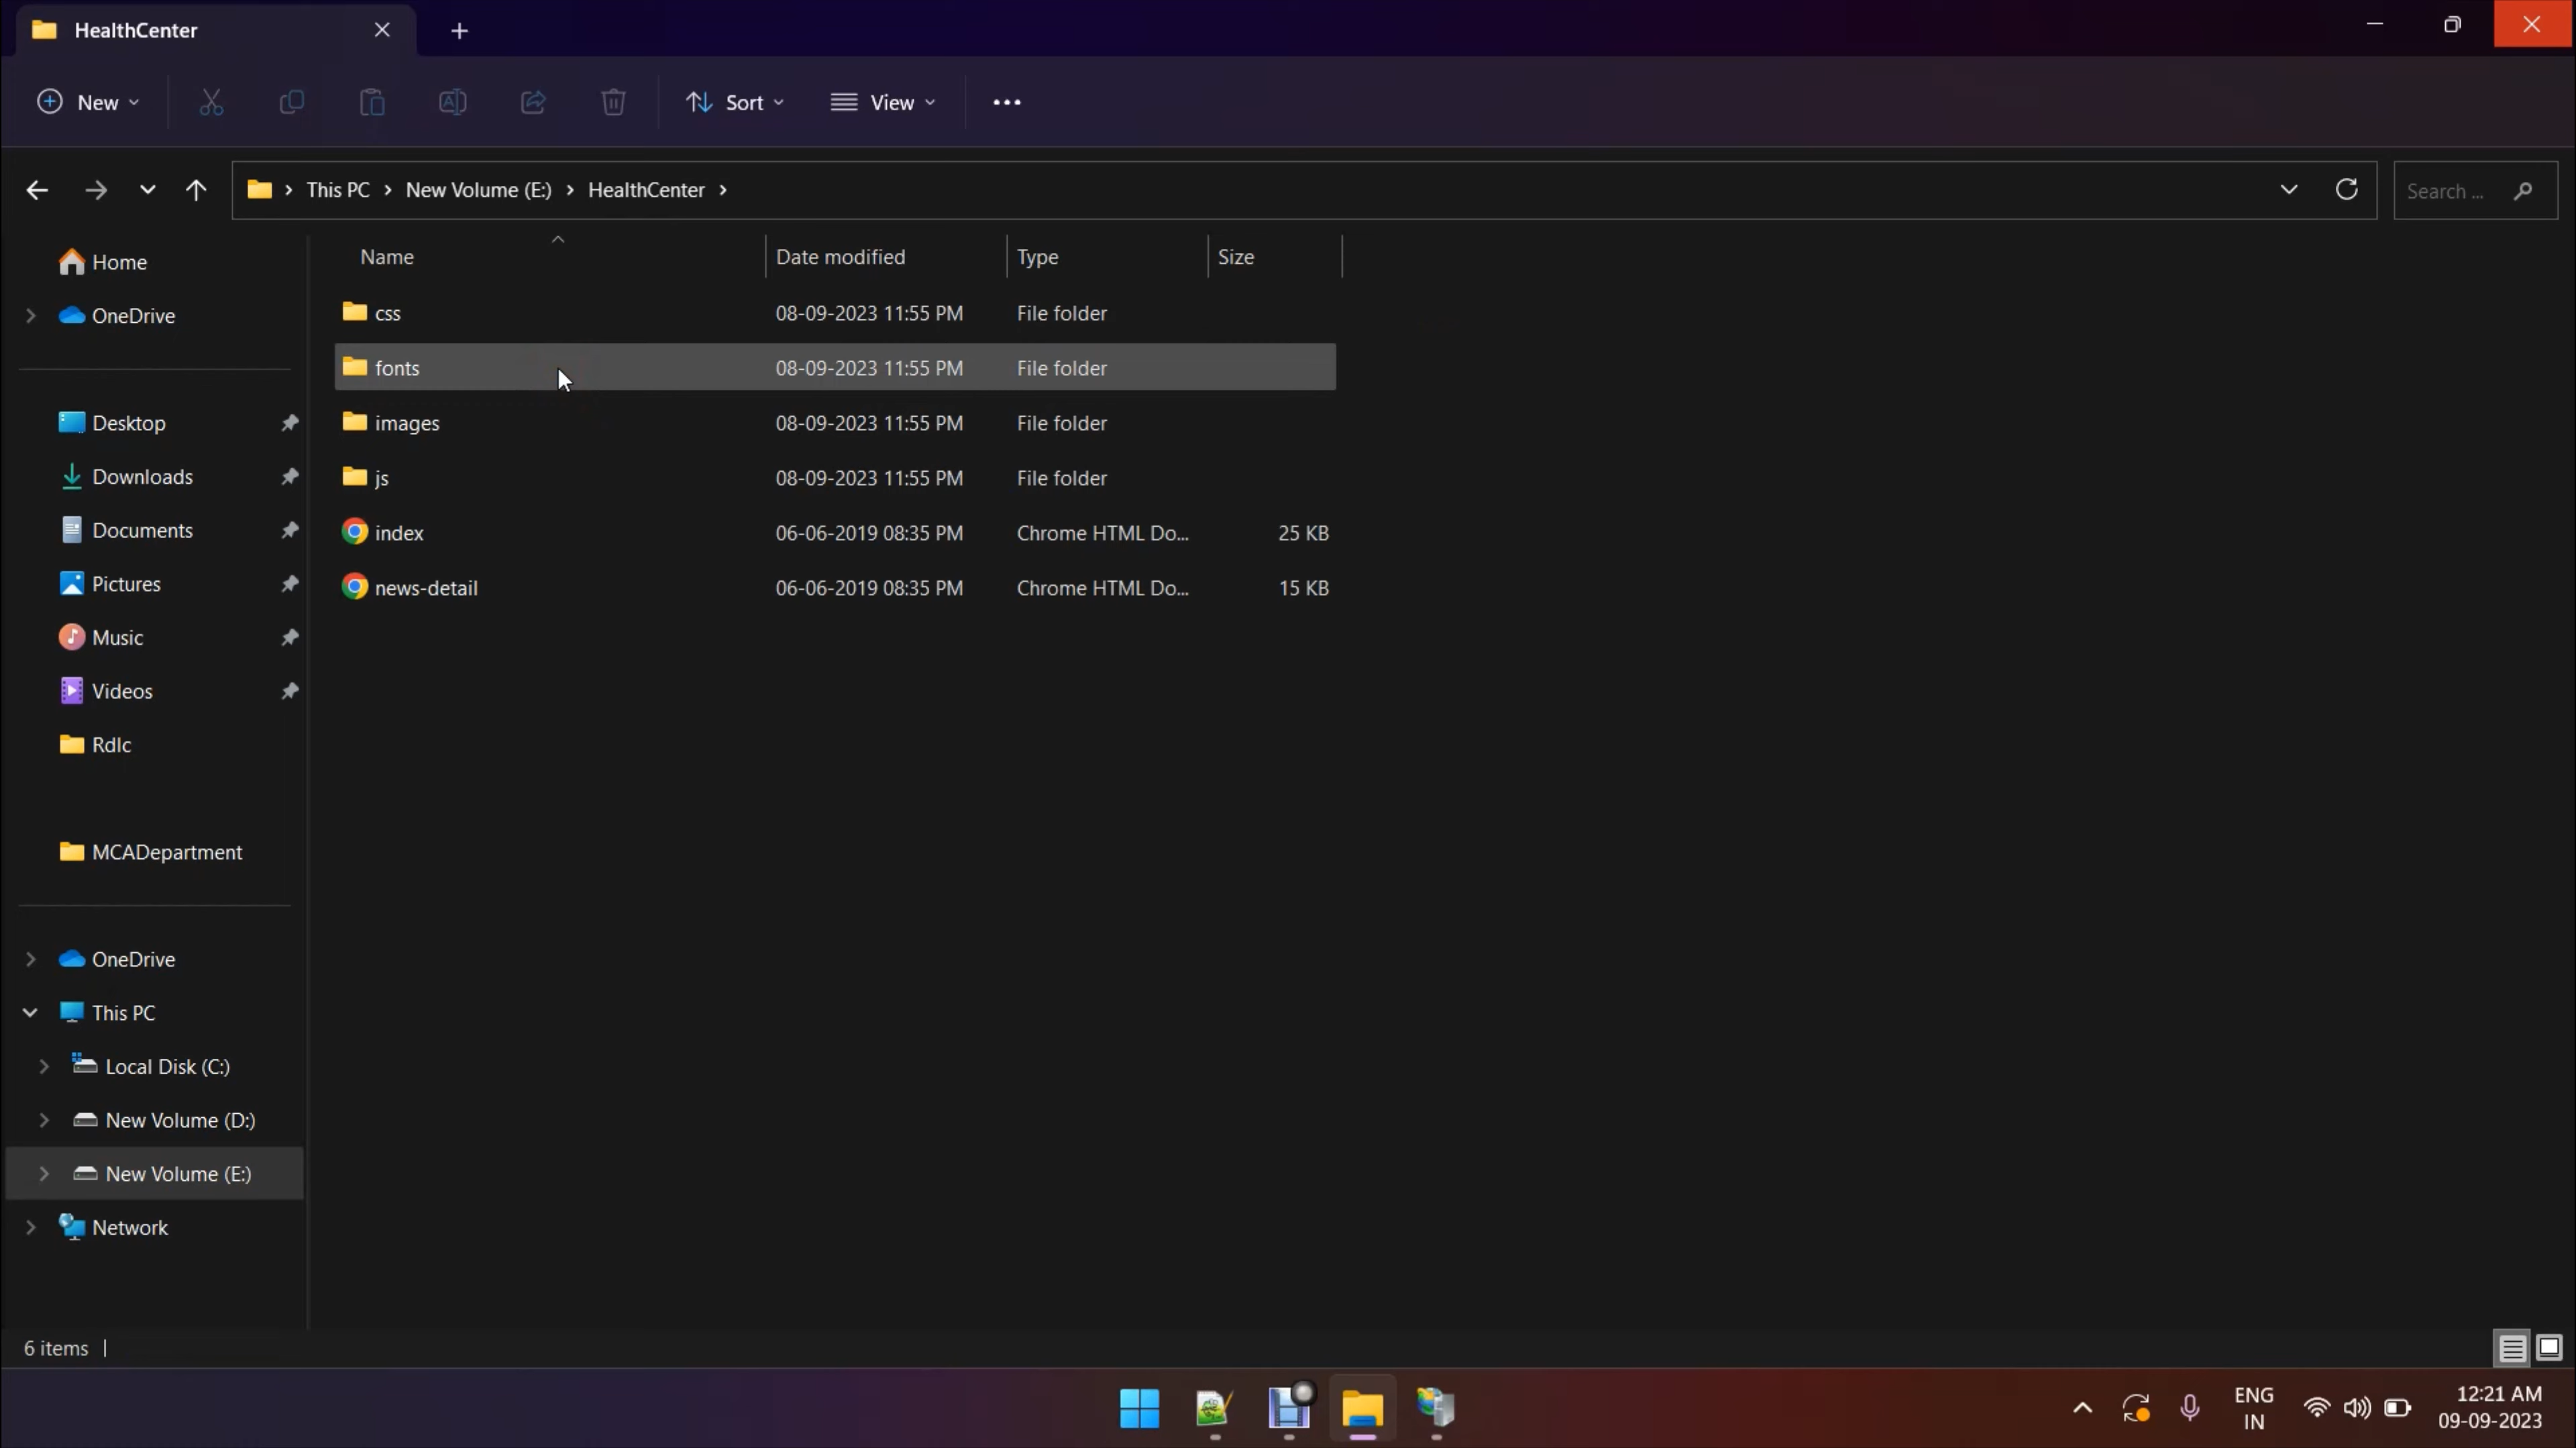 HealthCenter
New
Sort
View
This PC
New Volume (E:)
HealthCenter
Search ...
Name
Date modified
Type
Size
css
08-09-2023 11:55 PM
File folder
fonts
08-09-2023 11:55 PM
File folder
images
08-09-2023 11:55 PM
File folder
js
08-09-2023 11:55 PM
File folder
index
06-06-2019 08:35 PM
Chrome HTML Do...
25 KB
news-detail
06-06-2019 08:35 PM
Chrome HTML Do...
15 KB
Home
OneDrive
Desktop
Downloads
Documents
Pictures
Music
Videos
Rdlc
MCADepartment
OneDrive
This PC
Local Disk (C:)
New Volume (D:)
New Volume (E:)
Network
6 items
ENG
IN
12:21 AM
09-09-2023